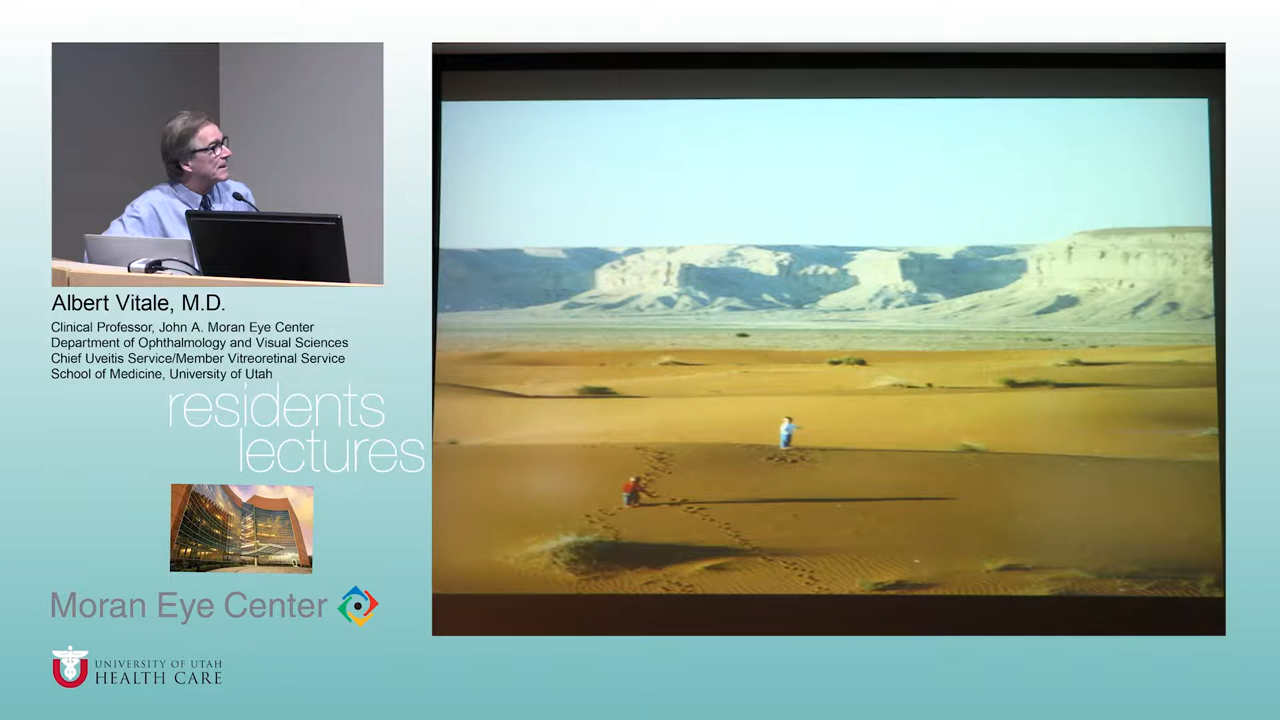 Albert Vitale, M.D.
Clinical Professor, John A. Moran Eye Center
Department of Ophthalmology and Visual Sciences
Chief Uveitis Service/Member Vitreoretinal Service
School of Medicine, University of Utah
residents
lectures
Moran Eye Center
UNIVERSITY OF UTAH
HEALTH CARE